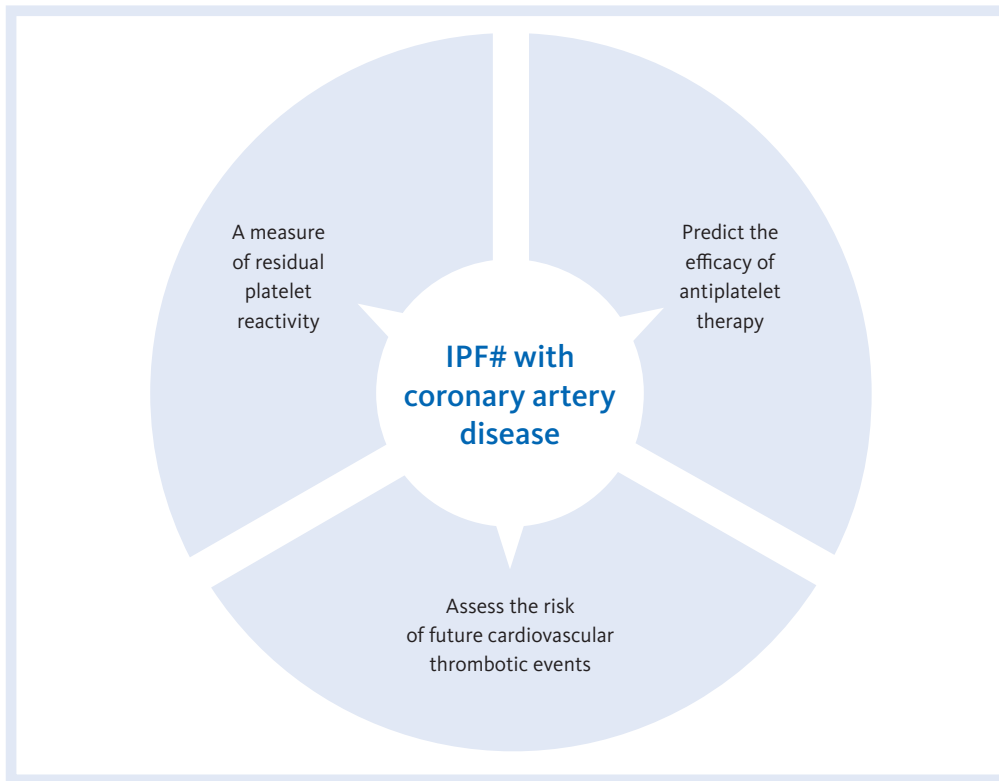 A measure
of residual
platelet
reactivity
Predict the
efficacy of
antiplatelet
therapy
IPF# with
coronary artery
disease
Assess the risk
of future cardiovascular
thrombotic events